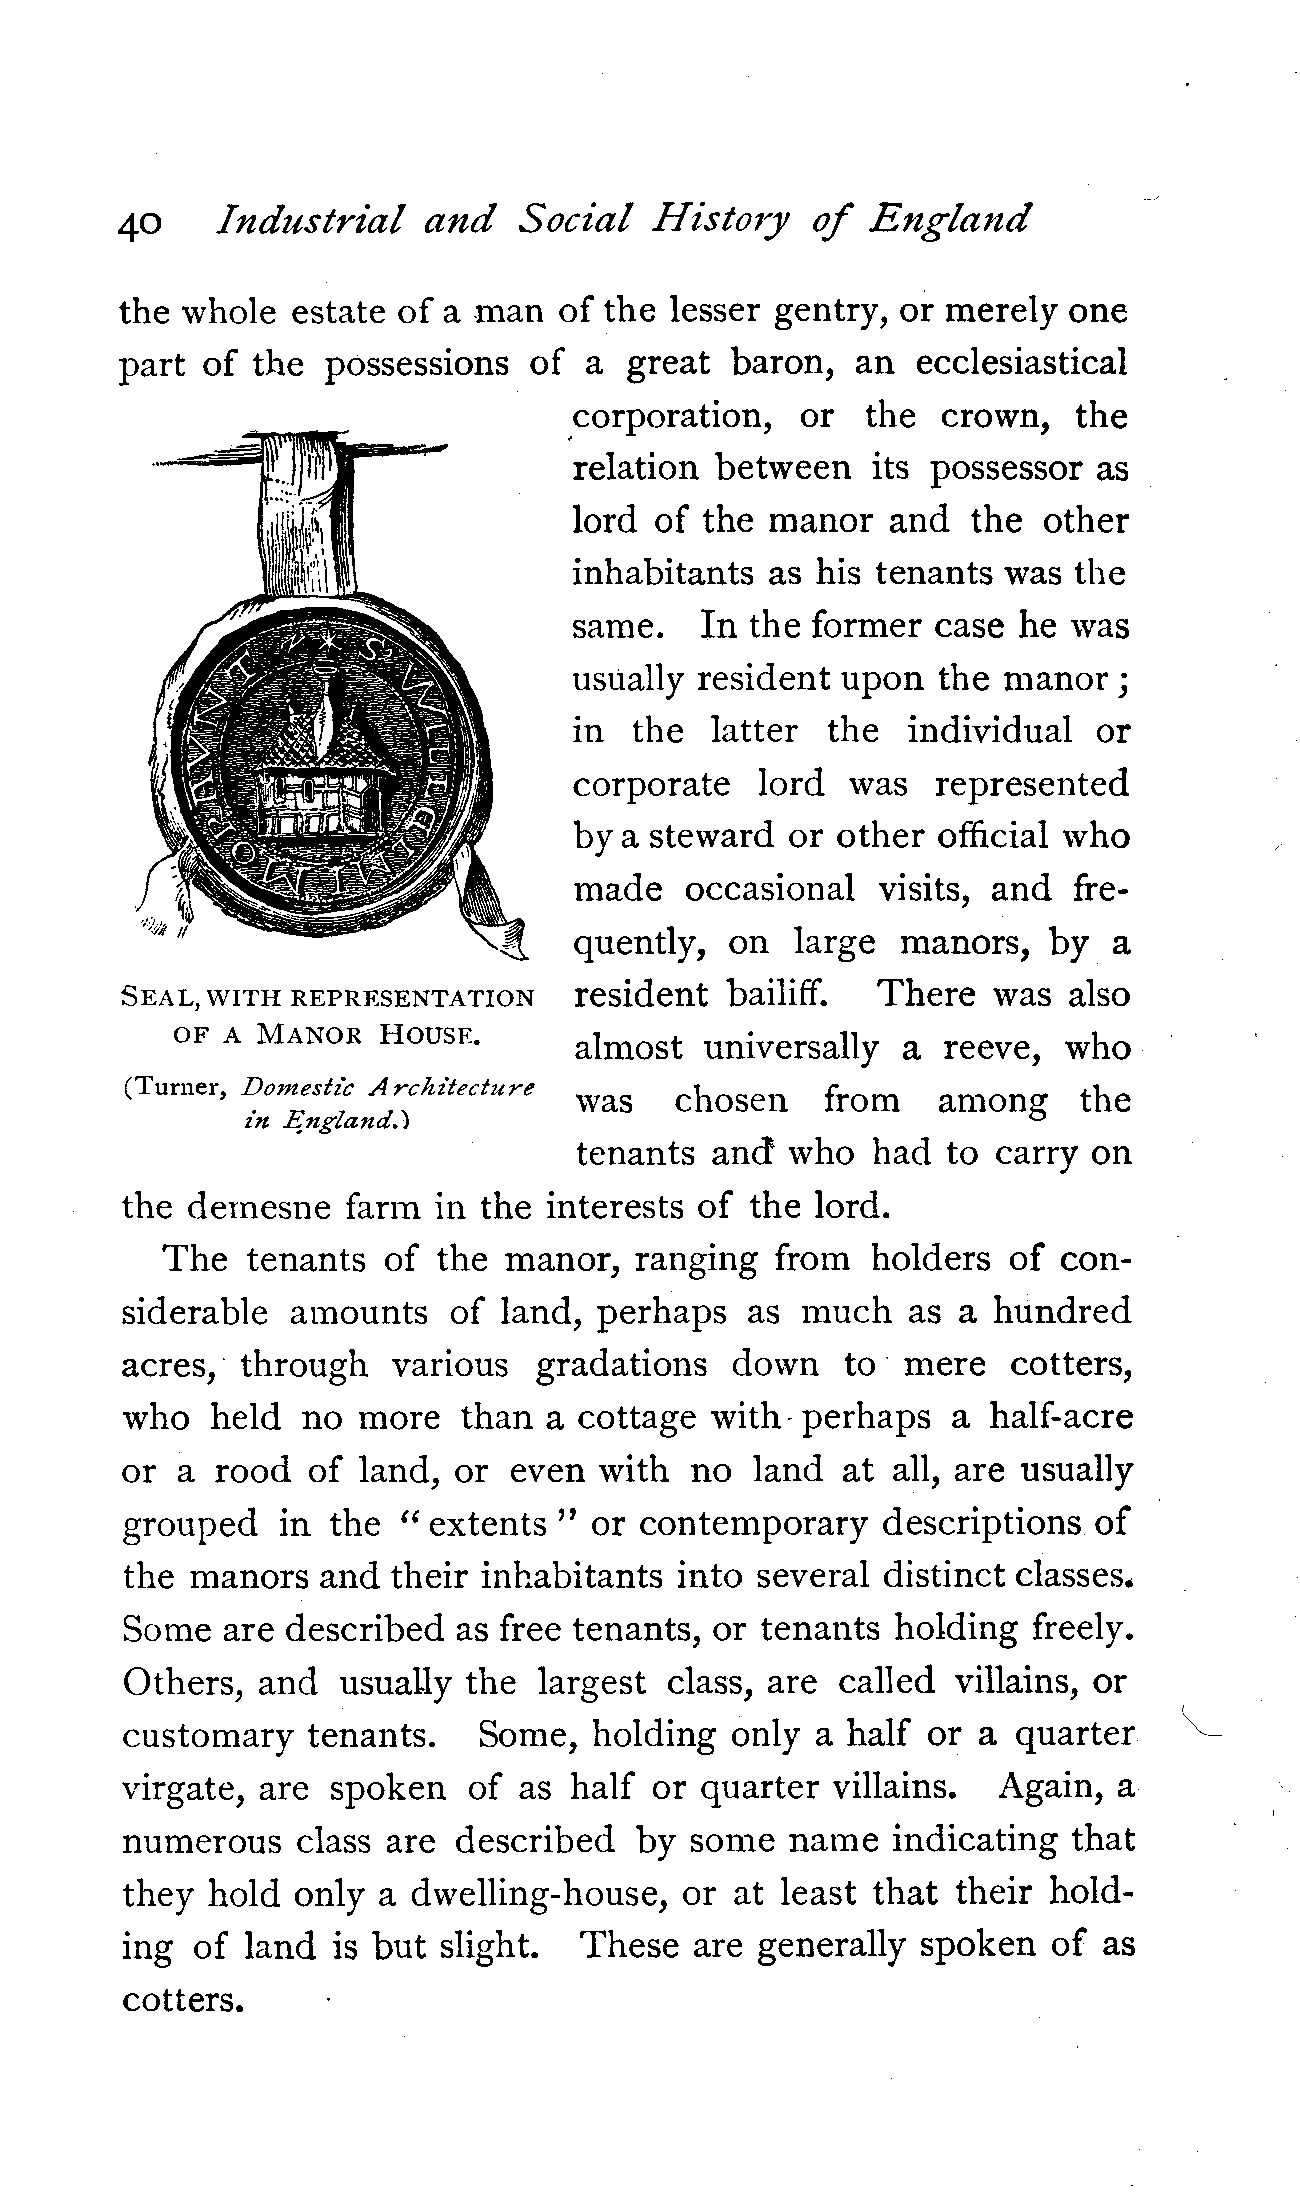 40 Industrial and Social History of England
the whole estate of a man of the lesser gentry, or merely one
part of the possessions of a great baron, an ecclesiastical
corporation, or the crown, the
relation between its possessor as
lord of the manor and the other
inhabitants as his tenants was the
same. In the former case he was
usually resident upon the manor;
in the latter the individual or
corporate lord was represented
by a steward or other official who
made occasional visits, and fre-
quently, on large manors, by a
resident bailiff. There was also
almost universally a reeve, who
was chosen from among the
tenants and who had to carry on
SEAL, WITH REPRESENTATION
OF A MANOR HOUSE.
(Turner, Domestic Architecture
in England.)
the demesne farm in the interests of the lord.
The tenants of the manor, ranging from holders of con-
siderable amounts of land, perhaps as much as a hundred
acres, through various gradations down to mere cotters,
who held no more than a cottage with perhaps a half-acre
or a rood of land, or even with no land at all, are usually
grouped in the "extents" or contemporary descriptions of
the manors and their inhabitants into several distinct classes.
Some are described as free tenants, or tenants holding freely.
Others, and usually the largest class, are called villains, or
customary tenants. Some, holding only a half or a quarter
virgate, are spoken of as half or quarter villains. Again, a
numerous class are described by some name indicating that
they hold only a dwelling-house, or at least that their hold-
ing of land is but slight. These are generally spoken of as
cotters.